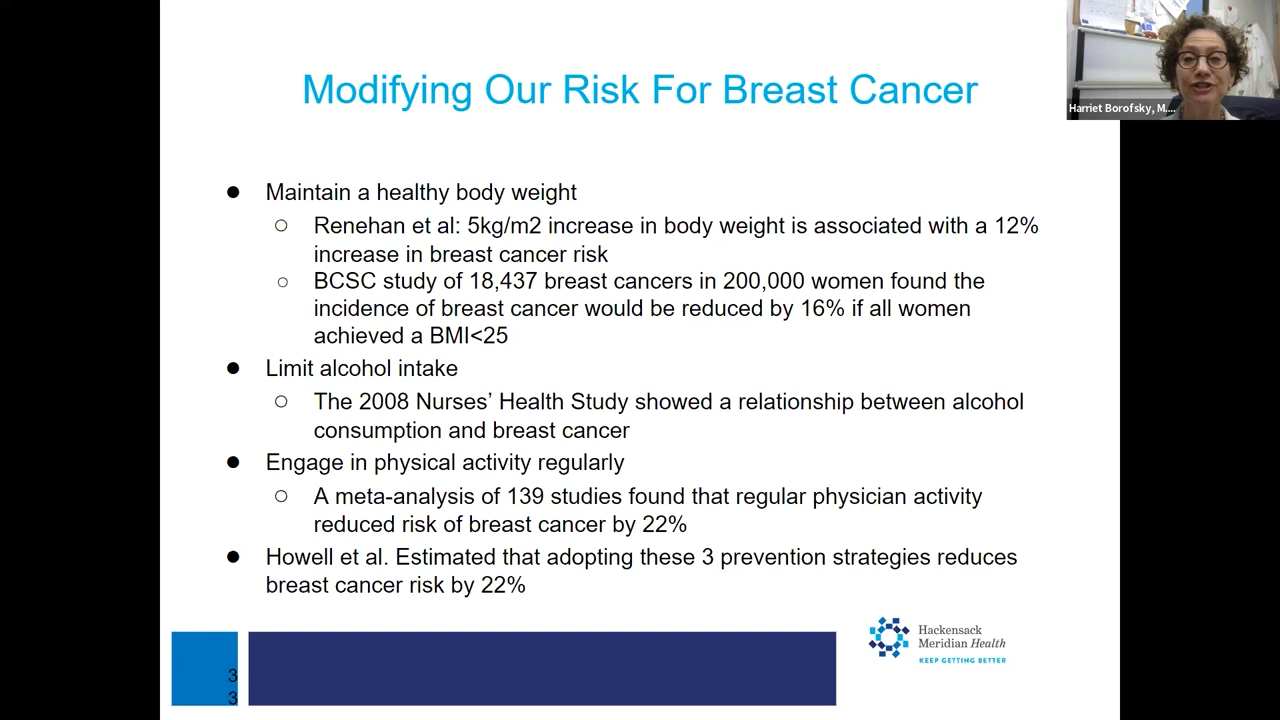 Modifying Our Risk For Breast Cancer
Harriet Borofsky, M....
● Maintain a healthy body weight
○ Renehan et al: 5kg/m2 increase in body weight is associated with a 12%
increase in breast cancer risk
○ BCSC study of 18,437 breast cancers in 200,000 women found the
incidence of breast cancer would be reduced by 16% if all women
achieved a BMI<25
● Limit alcohol intake
○ The 2008 Nurses’ Health Study showed a relationship between alcohol
consumption and breast cancer
● Engage in physical activity regularly
○ A meta-analysis of 139 studies found that regular physician activity
reduced risk of breast cancer by 22%
● Howell et al. Estimated that adopting these 3 prevention strategies reduces
breast cancer risk by 22%
Hackensack
Meridian Health
KEEP GETTING BETTER
3
3